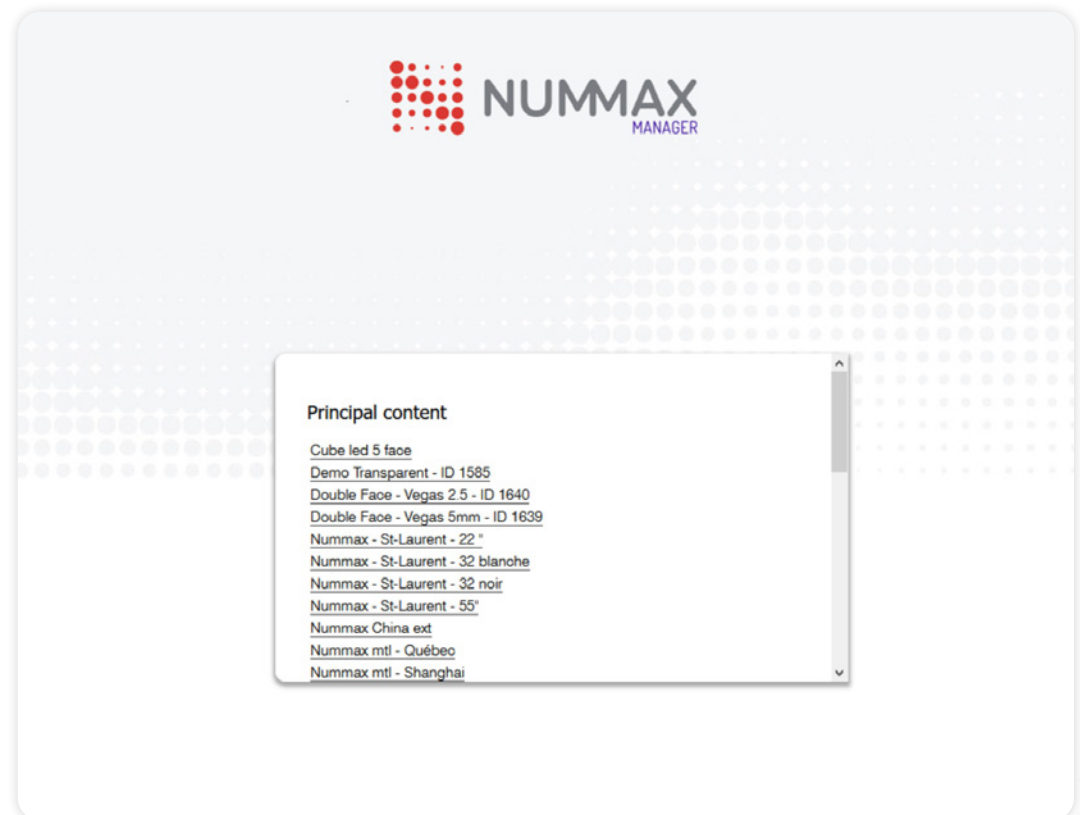 NUMMAX
MANAGER
Principal content
Cube led 5 face
Demo Transparent - ID 1585
Double Face - Vegas 2.5 - ID 1640
Double Face - Vegas 5mm - ID 1639
Nummax - St-Laurent - 22 "
Nummax - St-Laurent - 32 blanche
Nummax - St-Laurent - 32 noir
Nummax - St-Laurent - 55"
Nummax China ext
Nummax mtl - Québec
Nummax mtl - Shanghai